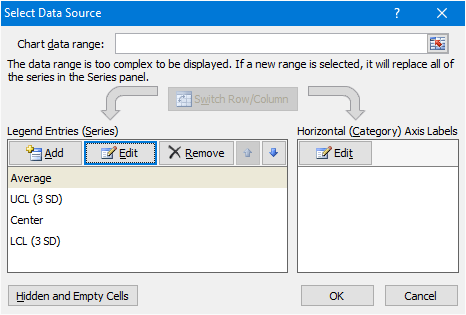 Select Data Source
?
Chart data range:
The data range is too complex to be displayed. If a new range is selected, it will replace all of
the series in the Series panel.
Switch Row/Column
Legend Entries (Series)
Add
Edit
Remove
Average
UCL (3 SD)
Center
LCL (3 SD)
Horizontal (Category) Axis Labels
Edit
Hidden and Empty Cells
OK
Cancel